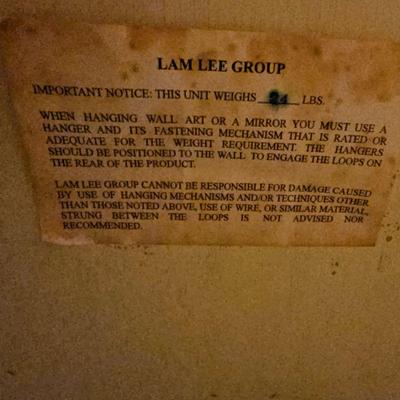 LAM LEE GROUP
IMPORTANT NOTICE: THIS UNIT WEIGHS 24 LBS.
WHEN HANGING WALL ART OR A MIRROR YOU MUST USE A
HANGER AND ITS FASTENING MECHANISM THAT IS RATED OR
ADEQUATE FOR THE WEIGHT REQUIREMENT. THE HANGERS
SHOULD BE POSITIONED TO THE WALL TO ENGAGE THE LOOPS ON
THE REAR OF THE PRODUCT.
LAM LEE GROUP CANNOT BE RESPONSIBLE FOR DAMAGE CAUSED
BY USE OF HANGING MECHANISMS AND/OR TECHNIQUES OTHER
THAN THOSE NOTED ABOVE, USE OF WIRE, OR SIMILAR MATERIAL,
STRUNG BETWEEN THE LOOPS IS NOT ADVISED NOR
RECOMMENDED.